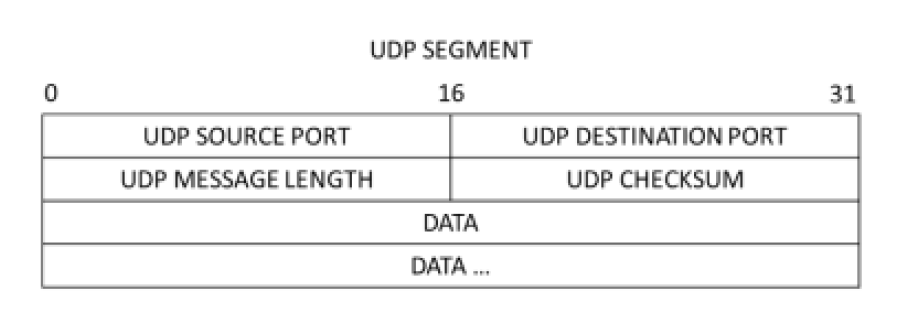 UDP SEGMENT
0 16 31
UDP SOURCE PORT UDP DESTINATION PORT
UDP MESSAGE LENGTH UDP CHECKSUM
DATA
DATA ...